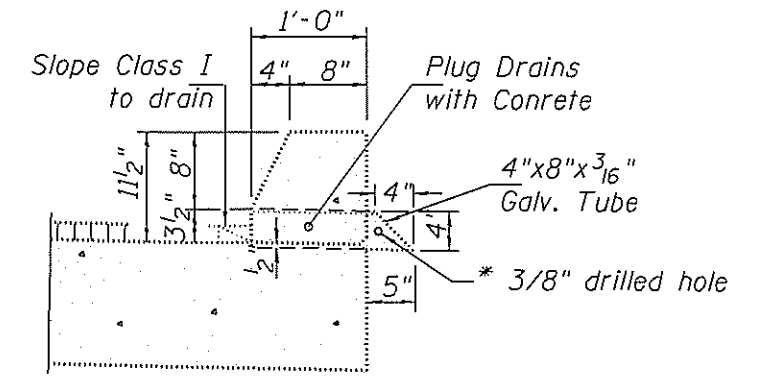 1'-0"
4" 8"
Slope Class I
to drain
Plug Drains
with Conrete
11½"
8"
3½"
½
4"x8"x3⁄16"
Galv. Tube
4"
4"
5"
* 3/8" drilled hole